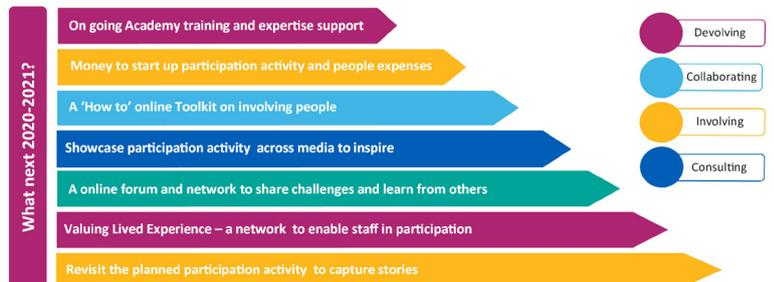 What next 2020-2021?
On going Academy training and expertise support
Money to start up participation activity and people expenses
A ‘How to’ online Toolkit on involving people
Showcase participation activity across media to inspire
A online forum and network to share challenges and learn from others
Valuing Lived Experience – a network to enable staff in participation
Revisit the planned participation activity to capture stories
Devolving
Collaborating
Involving
Consulting